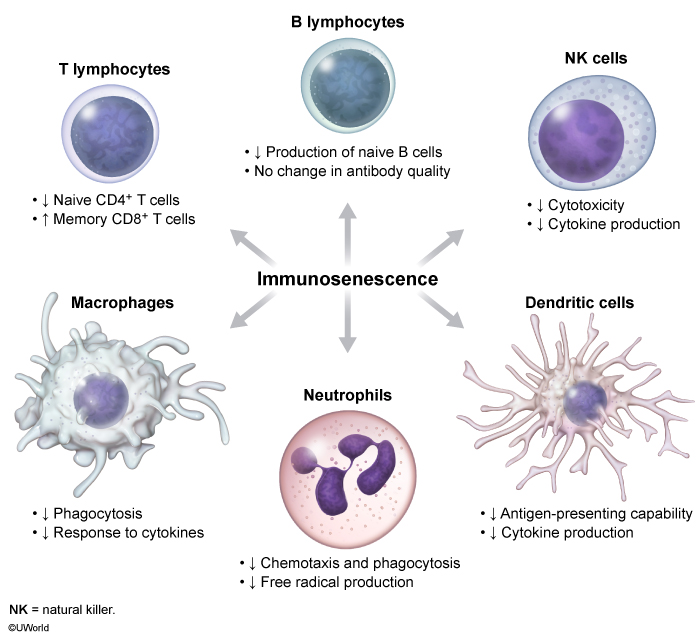 B lymphocytes
T lymphocytes
NK cells
• ↓ Production of naive B cells
• No change in antibody quality
• ↓ Naive CD4⁺ T cells
• ↑ Memory CD8⁺ T cells
• ↓ Cytotoxicity
• ↓ Cytokine production
Immunosenescence
Macrophages
Dendritic cells
Neutrophils
• ↓ Phagocytosis
• ↓ Response to cytokines
• ↓ Antigen-presenting capability
• ↓ Cytokine production
• ↓ Chemotaxis and phagocytosis
• ↓ Free radical production
NK = natural killer.
©UWorld